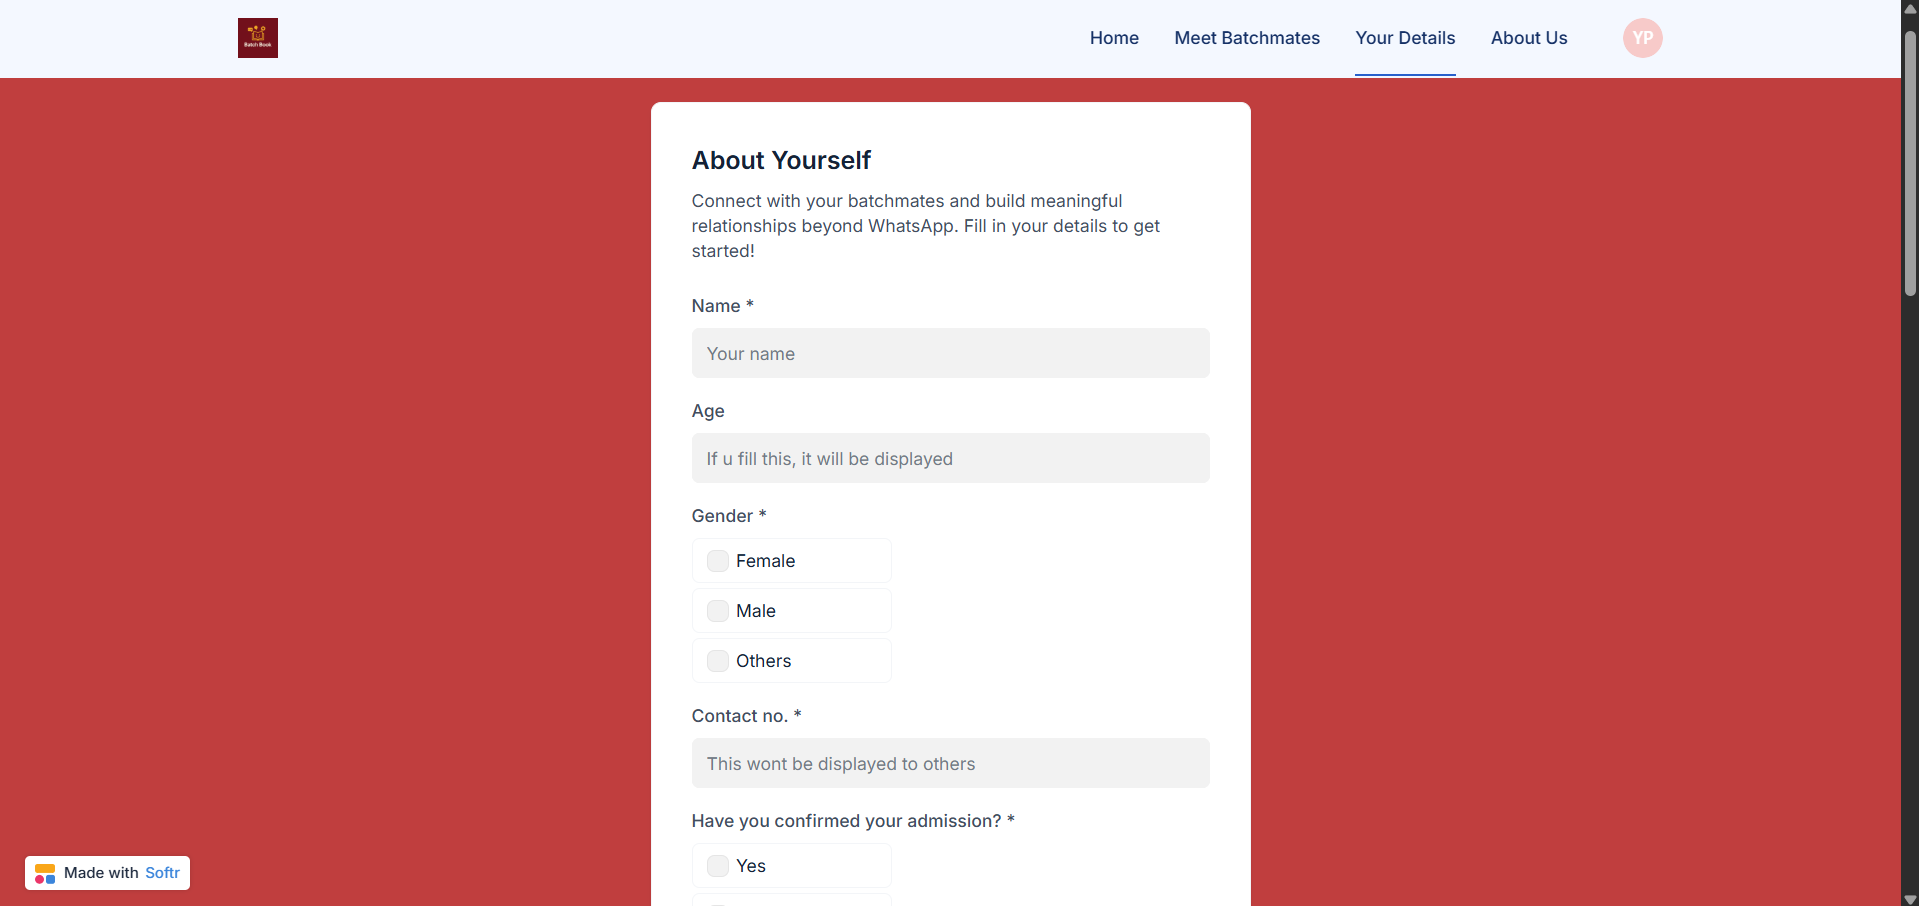 Batch Book
Home
Meet Batchmates
Your Details
About Us
YP
About Yourself
Connect with your batchmates and build meaningful
relationships beyond WhatsApp. Fill in your details to get
started!
Name *
Your name
Age
If u fill this, it will be displayed
Gender *
Female
Male
Others
Contact no. *
This wont be displayed to others
Have you confirmed your admission? *
Yes
Made with Softr